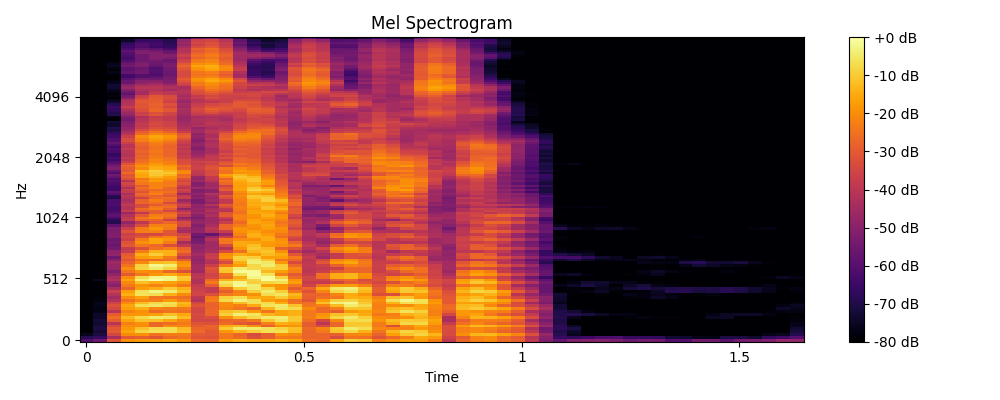 Mel Spectrogram
+0 dB
-10 dB
-20 dB
-30 dB
-40 dB
-50 dB
-60 dB
-70 dB
-80 dB
Hz
4096
2048
1024
512
0
0 0.5 1 1.5
Time